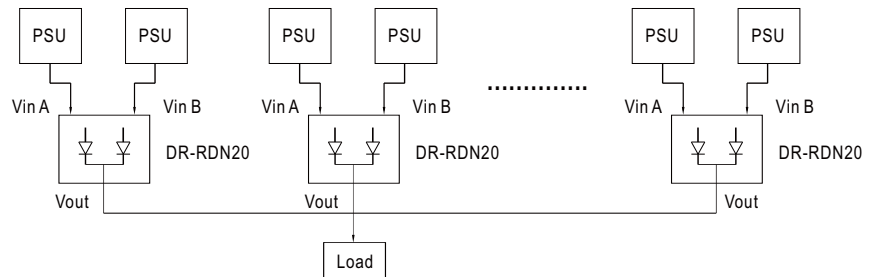 PSU PSU PSU PSU PSU PSU
Vin A Vin B Vin A Vin B Vin A Vin B
DR-RDN20 DR-RDN20 DR-RDN20
Vout Vout Vout
Load